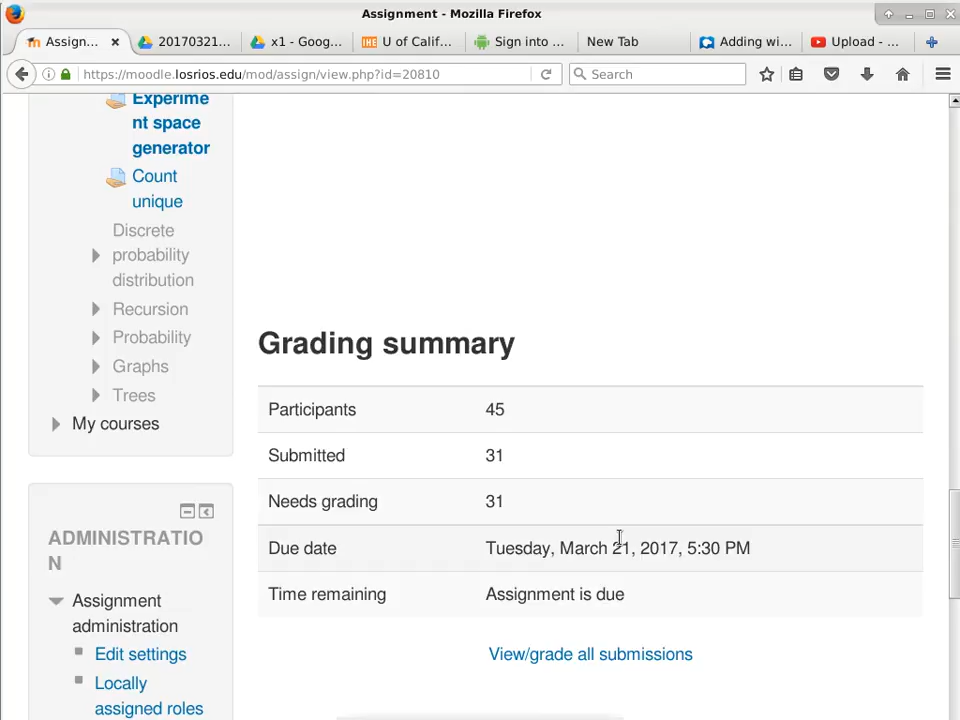 Assignment - Mozilla Firefox
Assign...
20170321...
x1 - Goog...
U of Calif...
Sign into ...
New Tab
Adding wi...
Upload - ...
https://moodle.losrios.edu/mod/assign/view.php?id=20810
Search
Experime
nt space
generator
Count
unique
Discrete
probability
distribution
Recursion
Probability
Graphs
Trees
My courses
ADMINISTRATIO
N
Assignment
administration
Edit settings
Locally
assigned roles
Grading summary
Participants 45
Submitted 31
Needs grading 31
Due date Tuesday, March 21, 2017, 5:30 PM
Time remaining Assignment is due
View/grade all submissions